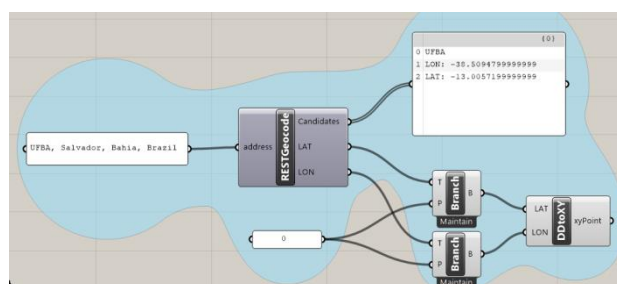 {0}
0 UFBA
1 LON: -38.5094799999999
2 LAT: -13.0057199999999
UFBA, Salvador, Bahia, Brazil
address
RESTGeocode
Candidates
LAT
LON
0
T
P
Branch
B
Maintain
T
P
Branch
B
Maintain
LAT
LON
DDtoXY
xyPoint